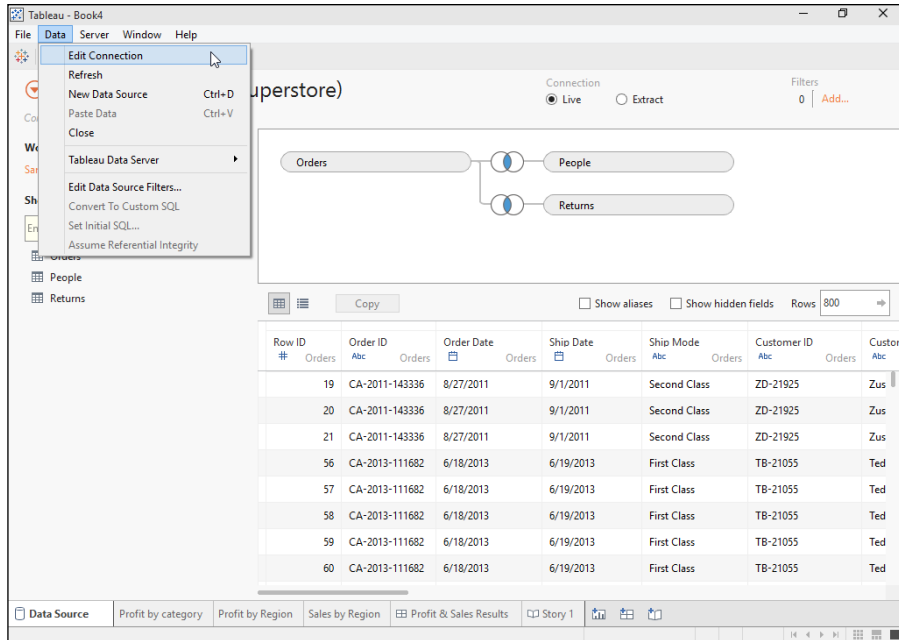 Tableau - Book4
File Data Server Window Help
Edit Connection
Refresh
New Data Source Ctrl+D
Paste Data Ctrl+V
Close
Tableau Data Server
Edit Data Source Filters...
Convert To Custom SQL
Set Initial SQL...
Assume Referential Integrity
uperstore)
Connection
Live Extract
Filters
0 Add...
Co
Wo
Sar
Sh
En
Orders
People
Returns
Orders
People
Returns
Copy
Show aliases Show hidden fields Rows 800
Row ID Order ID Order Date Ship Date Ship Mode Customer ID Custor
# Orders Abc Orders Orders Orders Abc Orders Abc Orders Abc
19 CA-2011-143336 8/27/2011 9/1/2011 Second Class ZD-21925 Zus
20 CA-2011-143336 8/27/2011 9/1/2011 Second Class ZD-21925 Zus
21 CA-2011-143336 8/27/2011 9/1/2011 Second Class ZD-21925 Zus
56 CA-2013-111682 6/18/2013 6/19/2013 First Class TB-21055 Ted
57 CA-2013-111682 6/18/2013 6/19/2013 First Class TB-21055 Ted
58 CA-2013-111682 6/18/2013 6/19/2013 First Class TB-21055 Ted
59 CA-2013-111682 6/18/2013 6/19/2013 First Class TB-21055 Ted
60 CA-2013-111682 6/18/2013 6/19/2013 First Class TB-21055 Ted
Data Source Profit by category Profit by Region Sales by Region Profit & Sales Results Story 1